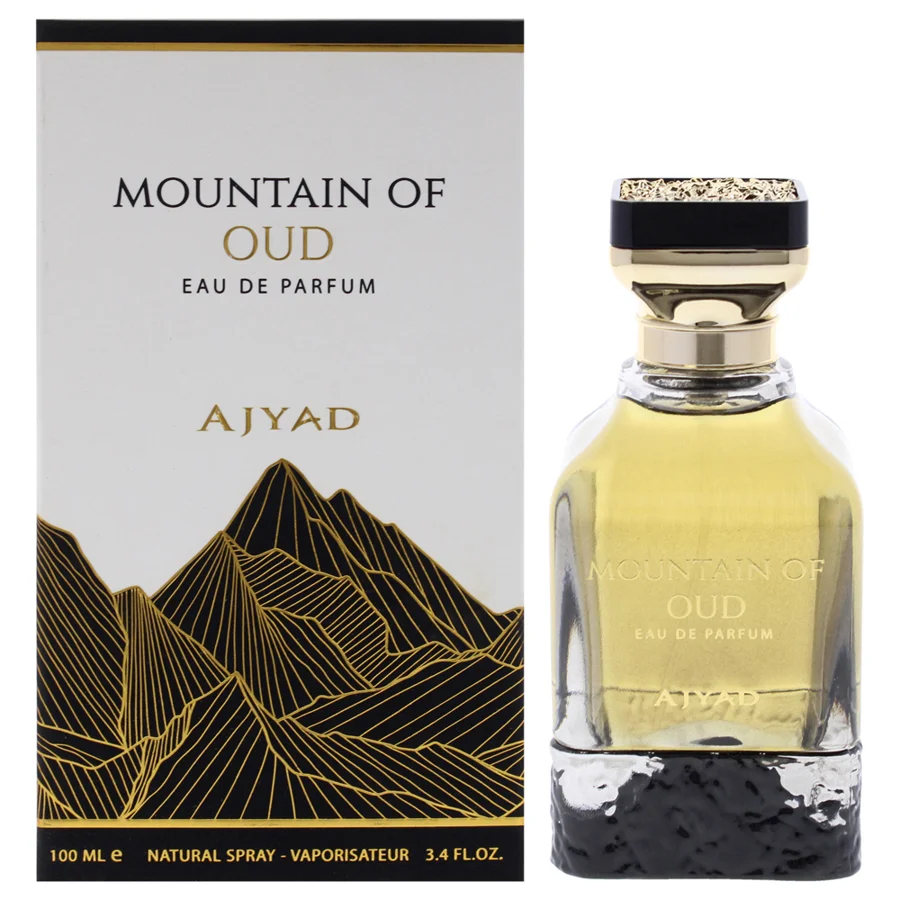 MOUNTAIN OF
OUD
EAU DE PARFUM
AJYAD
100 ML e NATURAL SPRAY - VAPORISATEUR 3.4 FL.OZ.
MOUNTAIN OF
OUD
EAU DE PARFUM
AJYAD